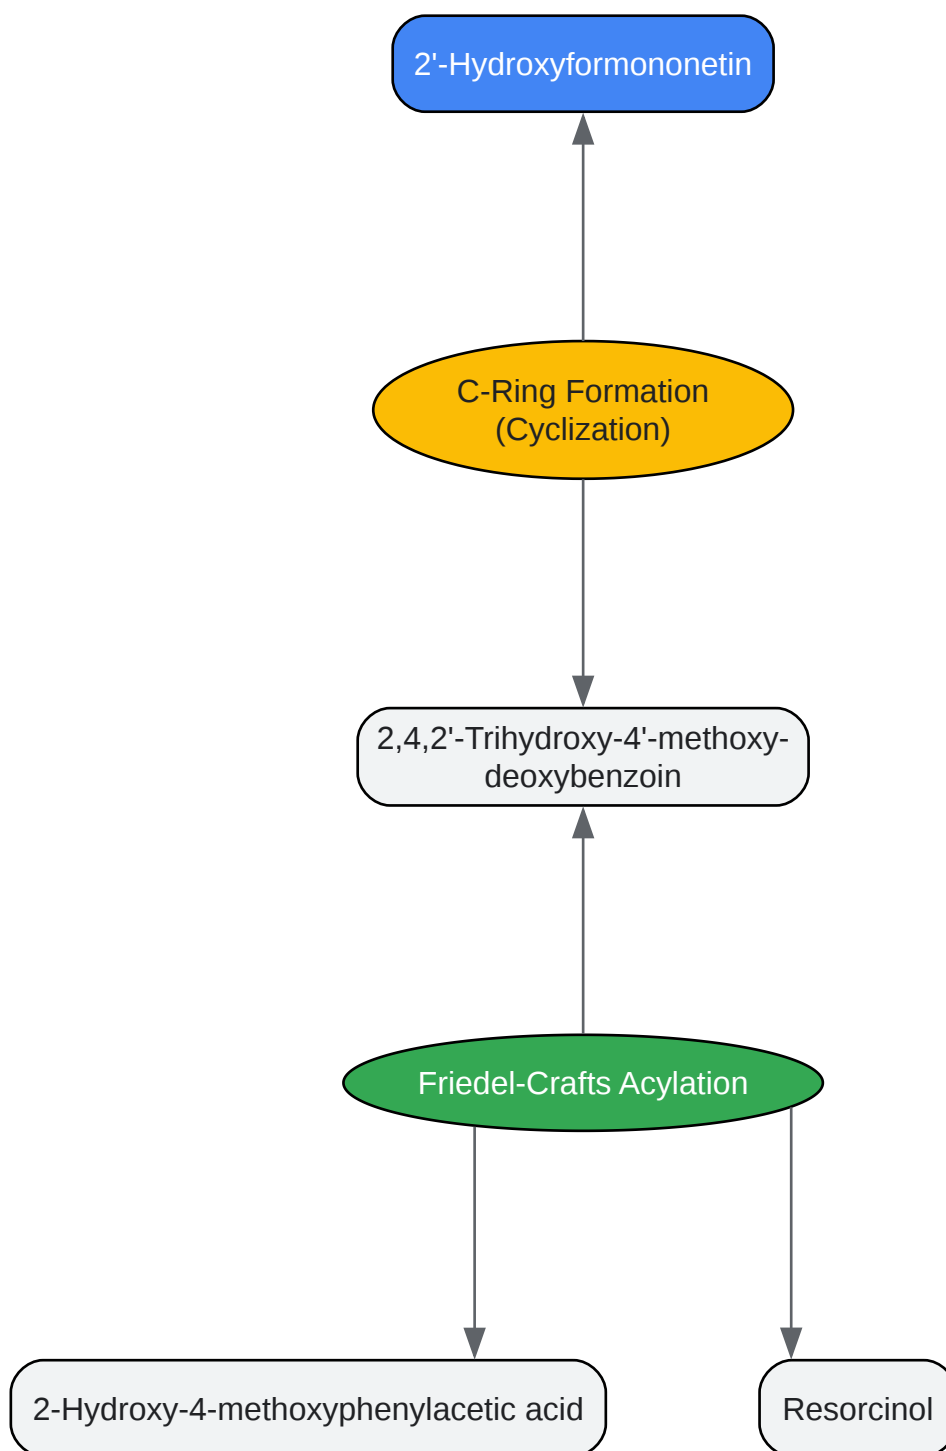 2'-Hydroxyformononetin
C-Ring Formation
(Cyclization)
2,4,2'-Trihydroxy-4'-methoxy-
deoxybenzoin
Friedel-Crafts Acylation
2-Hydroxy-4-methoxyphenylacetic acid
Resorcinol